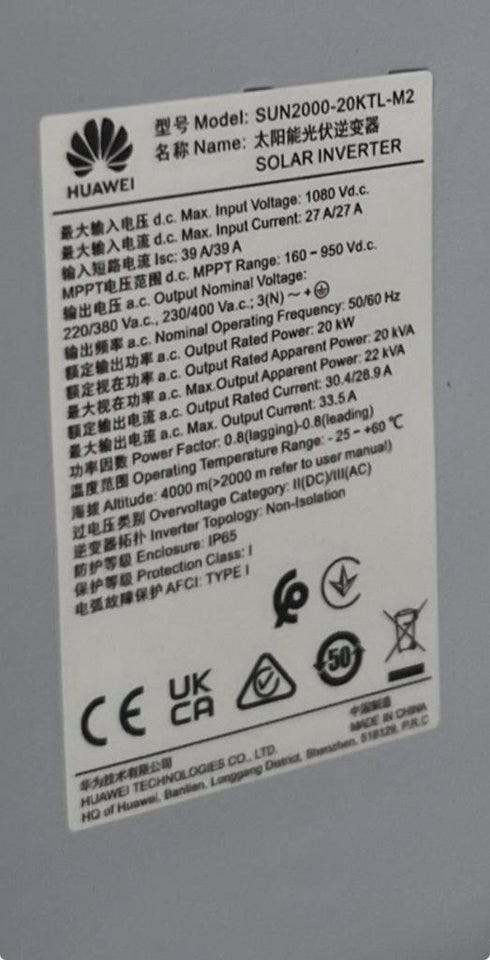 HUAWEI
型号 Model: SUN2000-20KTL-M2
名称 Name: 太阳能光伏逆变器
SOLAR INVERTER
最大输入电压 d.c. Max. Input Voltage: 1080 Vd.c.
最大输入电流 d.c. Max. Input Current: 27 A/27 A
输入短路电流 Isc: 39 A/39 A
MPPT电压范围 d.c. MPPT Range: 160 – 950 Vd.c.
输出电压 a.c. Output Nominal Voltage:
220/380 Va.c., 230/400 Va.c.; 3(N) ~ + ⏚
输出频率 a.c. Nominal Operating Frequency: 50/60 Hz
额定输出功率 a.c. Output Rated Power: 20 kW
额定视在功率 a.c. Output Rated Apparent Power: 20 kVA
最大视在功率 a.c. Max.Output Apparent Power: 22 kVA
额定输出电流 a.c. Output Rated Current: 30.4/28.9 A
最大输出电流 a.c. Max. Output Current: 33.5 A
功率因数 Power Factor: 0.8(lagging)-0.8(leading)
温度范围 Operating Temperature Range: - 25 – +60 ℃
海拔 Altitude: 4000 m(>2000 m refer to user manual)
过电压类别 Overvoltage Category: II(DC)/III(AC)
逆变器拓扑 Inverter Topology: Non-Isolation
防护等级 Enclosure: IP65
保护等级 Protection Class: I
电弧故障保护 AFCI: TYPE I
CE UK CA 50
华为技术有限公司 中国制造
HUAWEI TECHNOLOGIES CO., LTD. MADE IN CHINA
HQ of Huawei, Bantian, Longgang District, Shenzhen, 518129, P.R.C